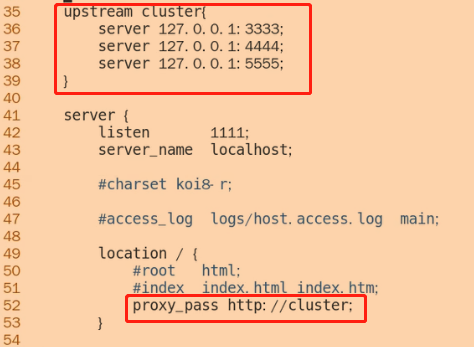 35 upstream cluster{
36 server 127.0.0.1:3333;
37 server 127.0.0.1:4444;
38 server 127.0.0.1:5555;
39 }
40
41 server {
42 listen 1111;
43 server_name localhost;
44
45 #charset koi8-r;
46
47 #access_log logs/host.access.log main;
48
49 location / {
50 #root html;
51 #index index.html index.htm;
52 proxy_pass http://cluster;
53 }
54